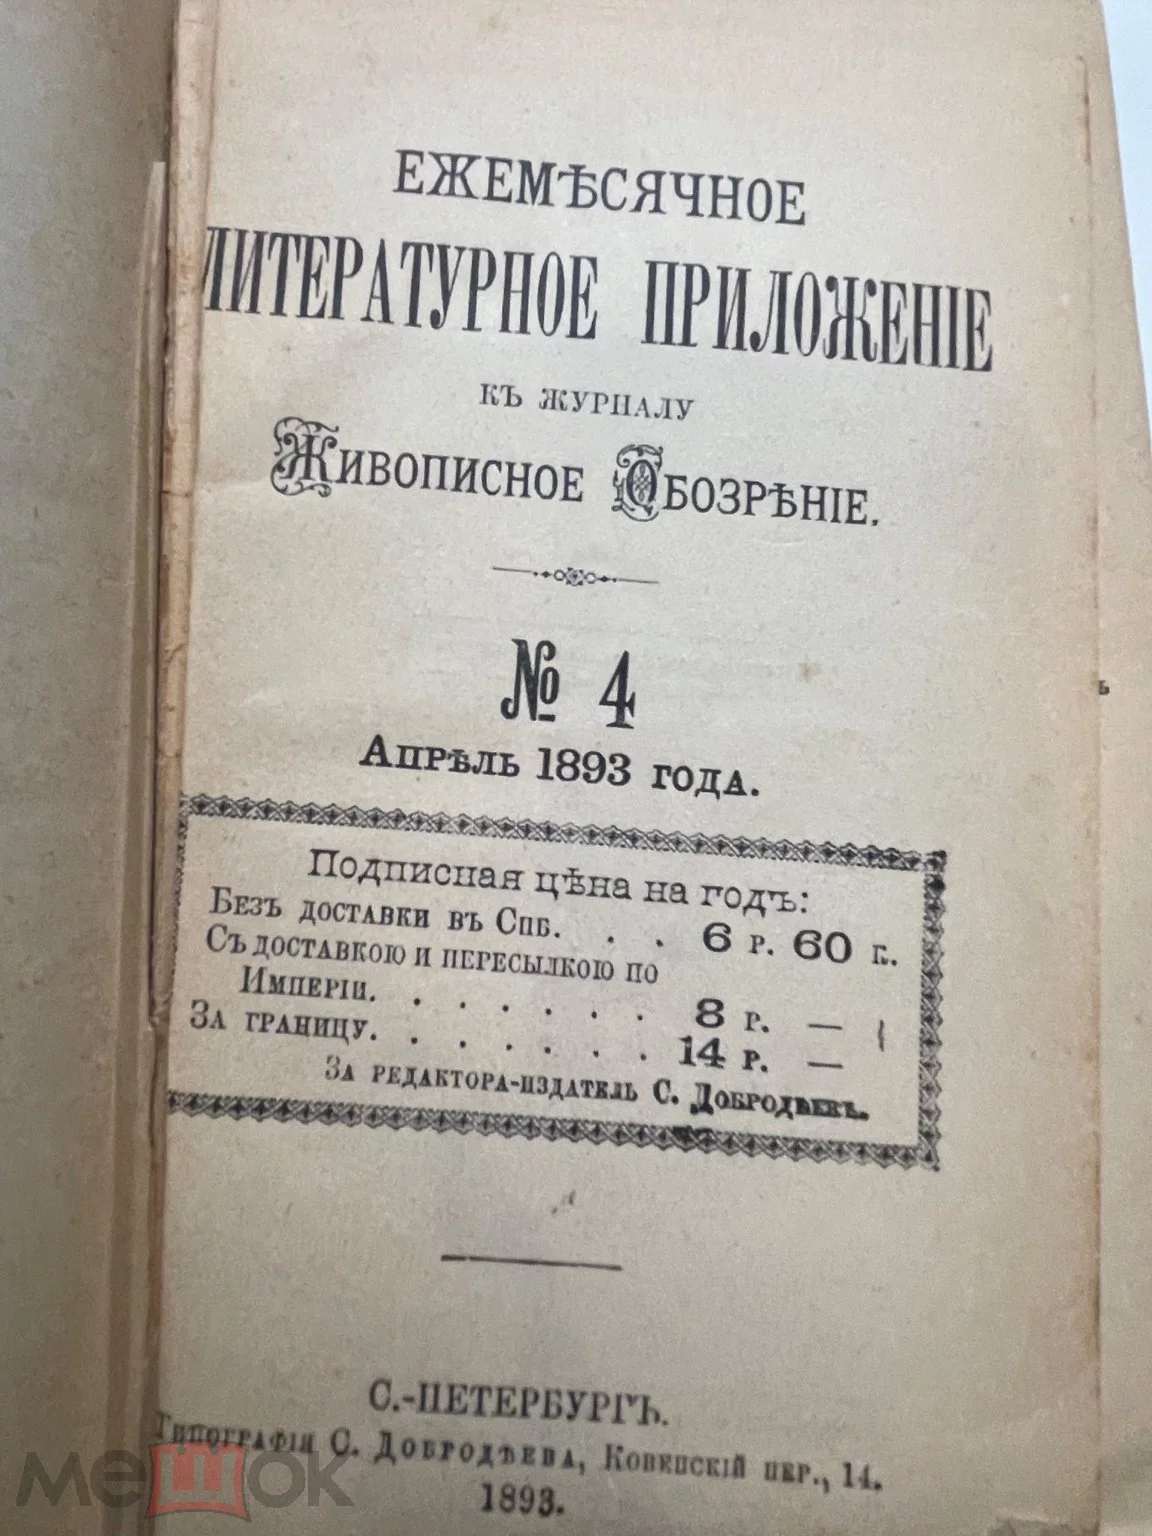 ЕЖЕМѢСЯЧНОЕ
ЛИТЕРАТУРНОЕ ПРИЛОЖЕНІЕ
КЪ ЖУРНАЛУ
ЖИВОПИСНОЕ ОБОЗРѢНІЕ.
№ 4
АПРѢЛЬ 1893 ГОДА.
Подписная цѣна на годъ:
БЕЗЪ ДОСТАВКИ ВЪ СПБ. . . 6 Р. 60 К.
СЪ ДОСТАВКОЮ И ПЕРЕСЫЛКОЮ ПО
ИМПЕРІИ. . . . . . . 8 Р. —
ЗА ГРАНИЦУ. . . . . . . 14 Р. —
ЗА РЕДАКТОРА-ИЗДАТЕЛЬ С. ДОБРОДѢЕВЪ.
С.-ПЕТЕРБУРГЪ.
ТИПОГРАФІЯ С. ДОБРОДѢЕВА, КОВЕНСКІЙ ПЕР., 14.
1893.
ь
мешок